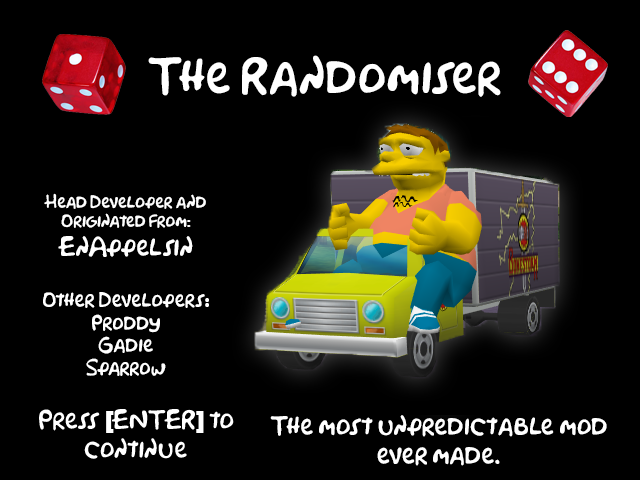 The Randomiser
Head Developer and
Originated From:
EnAppelsin
Other Developers:
Proddy
Gadie
Sparrow
Press [ENTER] to
continue
The most unpredictable mod
ever made.